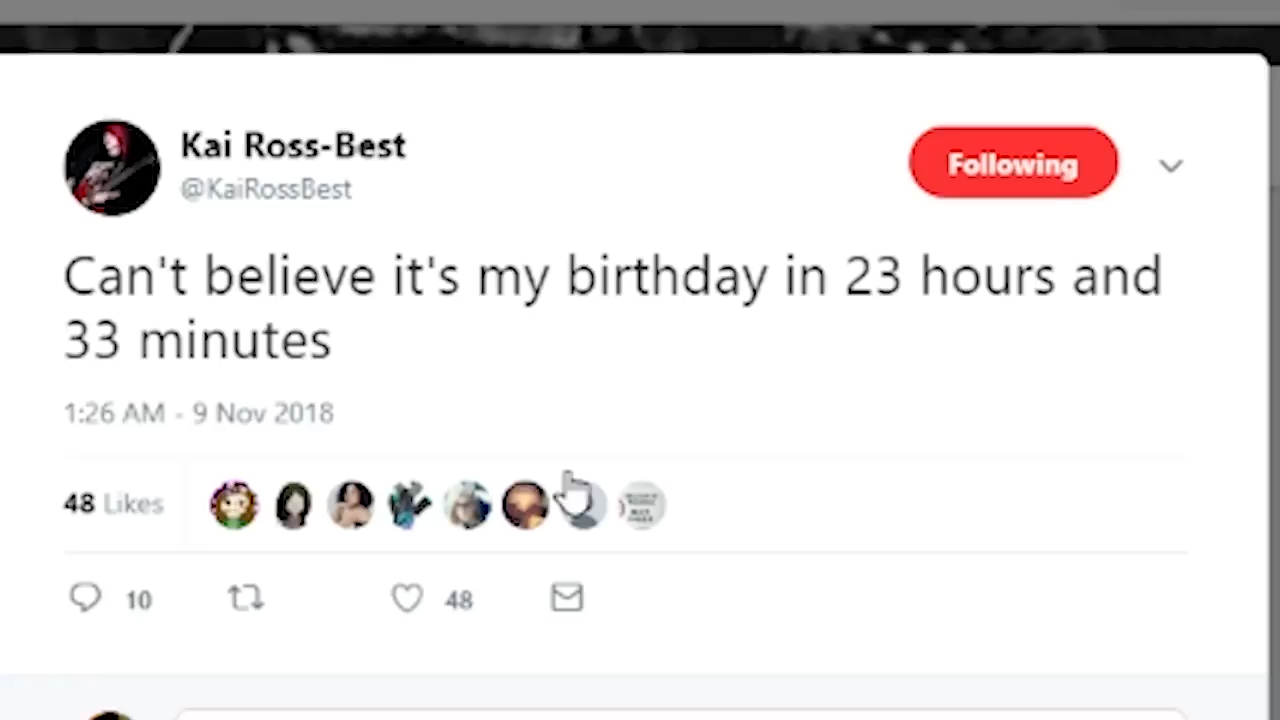 Kai Ross-Best
@KaiRossBest
Following
Can't believe it's my birthday in 23 hours and
33 minutes
1:26 AM - 9 Nov 2018
48 Likes
10
48